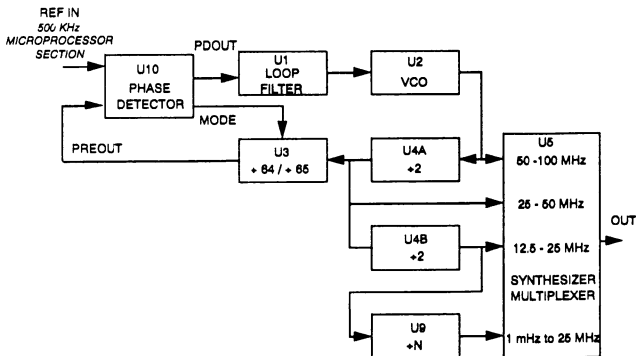 REF IN
500 KHz
MICROPROCESSOR
SECTION
U10
PHASE
DETECTOR
PDOUT
MODE
PREOUT
U1
LOOP
FILTER
U2
VCO
U3
÷ 64 / ÷ 65
U4A
÷2
U4B
÷2
U9
÷N
U5
50 -100 MHz
25 - 50 MHz
12.5 - 25 MHz
SYNTHESIZER
MULTIPLEXER
1 mHz to 25 MHz
OUT